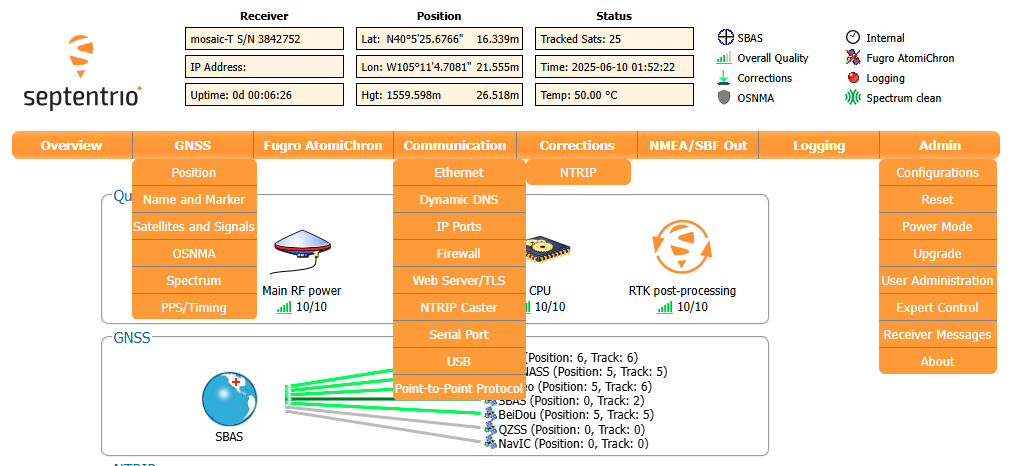 Receiver
Position
Status
septentrio
mosaic-T S/N 3842752
Lat: N40°5'25.6766" 16.339m
Tracked Sats: 25
SBAS
Internal
IP Address:
Lon: W105°11'4.7081" 21.555m
Time: 2025-06-10 01:52:22
Overall Quality
Fugro AtomiChron
Corrections
Logging
Uptime: 0d 00:06:26
Hgt: 1559.598m 26.518m
Temp: 50.00 °C
OSNMA
Spectrum clean
Overview
GNSS
Fugro AtomiChron
Communication
Corrections
NMEA/SBF Out
Logging
Admin
Position
Name and Marker
Satellites and Signals
OSNMA
Spectrum
PPS/Timing
Ethernet
Dynamic DNS
IP Ports
Firewall
Web Server/TLS
NTRIP Caster
Serial Port
USB
Point-to-Point Protocol
NTRIP
Configurations
Reset
Power Mode
Upgrade
User Administration
Expert Control
Receiver Messages
About
Qu
Main RF power
10/10
CPU
10/10
RTK post-processing
10/10
GNSS
SBAS
(Position: 6, Track: 6)
NASS (Position: 5, Track: 5)
eo (Position: 5, Track: 6)
SBAS (Position: 0, Track: 2)
BeiDou (Position: 5, Track: 5)
QZSS (Position: 0, Track: 0)
NavIC (Position: 0, Track: 0)
NTRIP